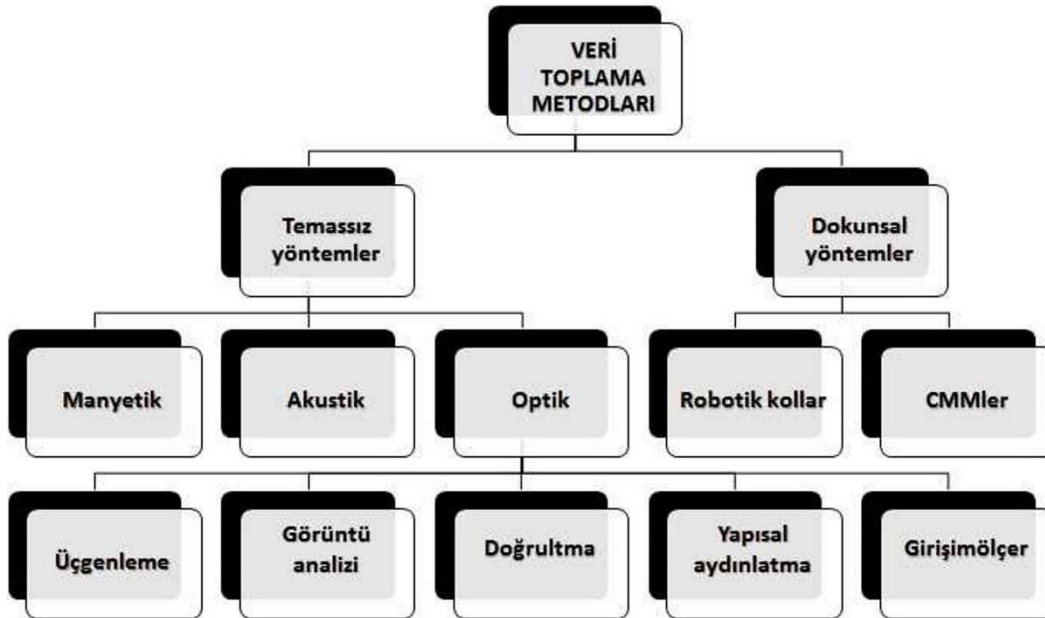 VERİ
TOPLAMA
METODLARI
Temassız
yöntemler
Dokunsal
yöntemler
Manyetik
Akustik
Optik
Robotik kollar
CMMler
Üçgenleme
Görüntü
analizi
Doğrultma
Yapısal
aydınlatma
Girişimölçer